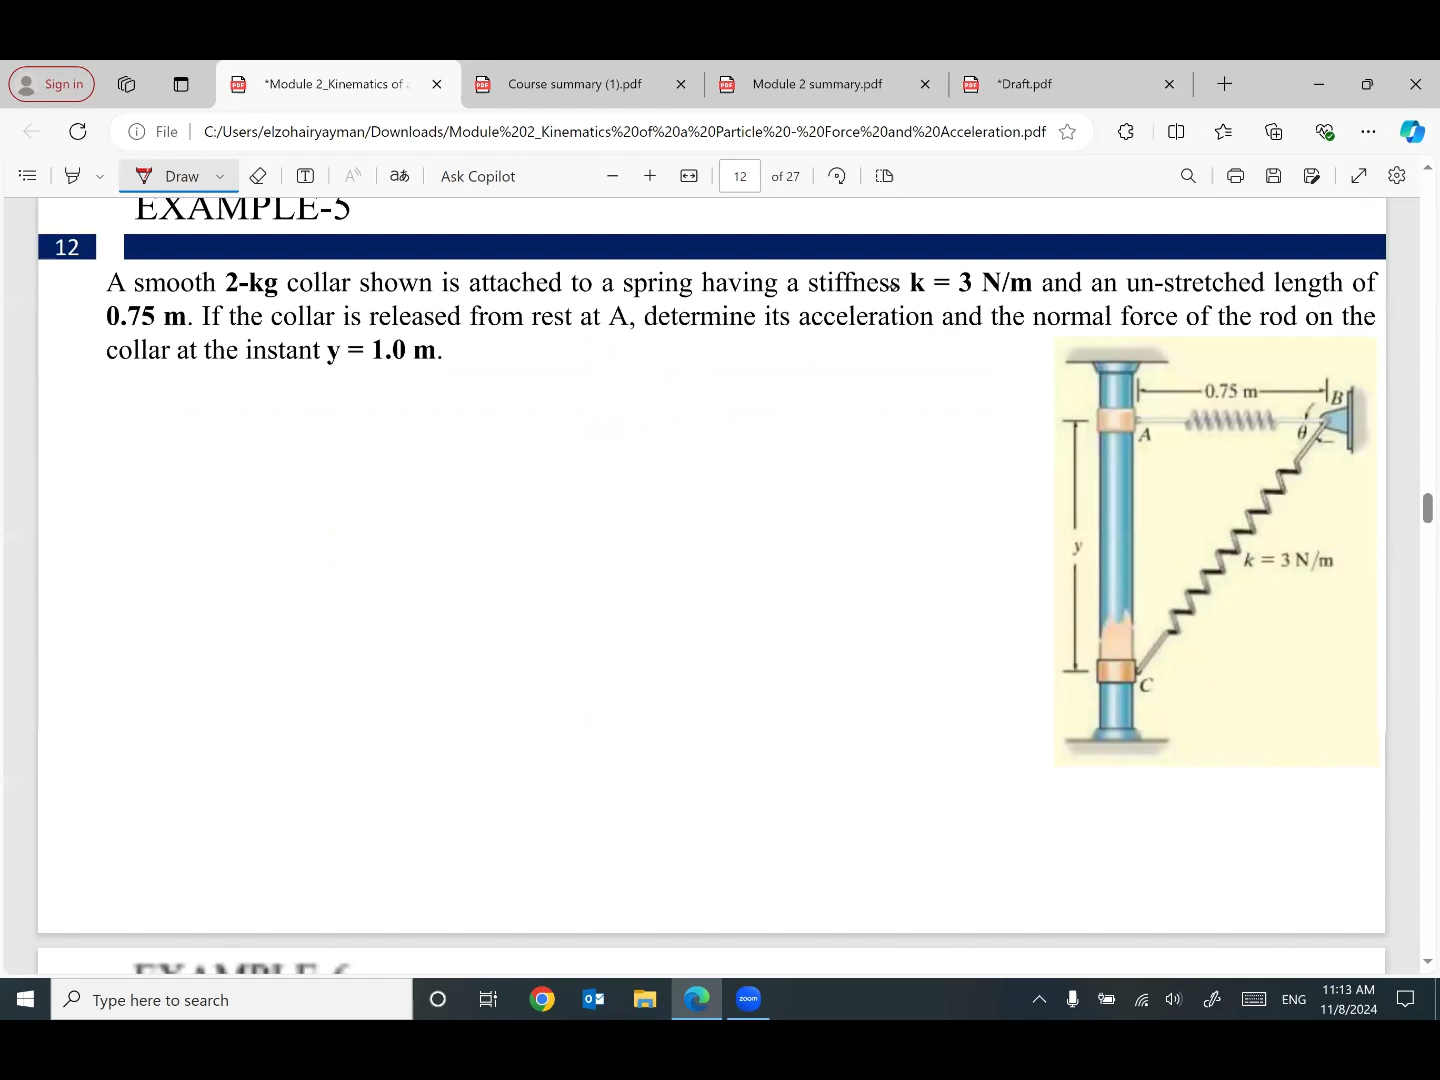 Sign in
*Module 2_Kinematics of
Course summary (1).pdf
Module 2 summary.pdf
*Draft.pdf
File
C:/Users/elzohairyayman/Downloads/Module%202_Kinematics%20of%20a%20Particle%20-%20Force%20and%20Acceleration.pdf
Draw
aあ
Ask Copilot
12
of 27
EXAMPLE-5
12
A smooth 2-kg collar shown is attached to a spring having a stiffness k = 3 N/m and an un-stretched length of
0.75 m. If the collar is released from rest at A, determine its acceleration and the normal force of the rod on the
collar at the instant y = 1.0 m.
0.75 m
B
A
θ
y
k = 3 N/m
C
EXAMPLE-6
Type here to search
zoom
ENG
11:13 AM
11/8/2024